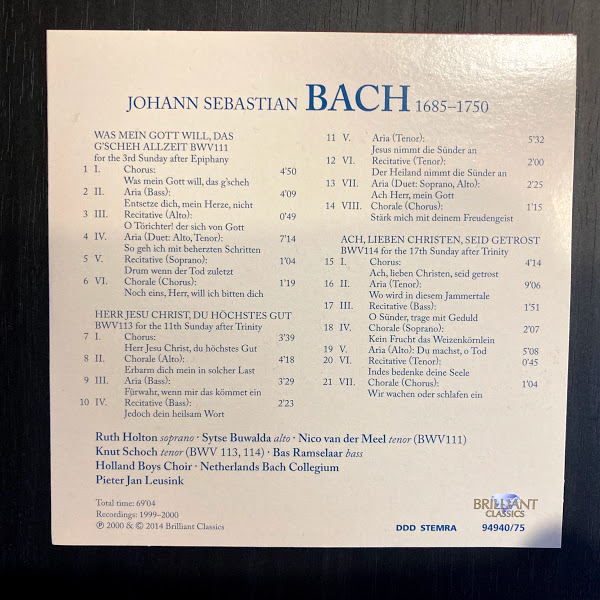 JOHANN SEBASTIAN BACH 1685–1750
WAS MEIN GOTT WILL, DAS
G'SCHEH ALLZEIT BWV111
for the 3rd Sunday after Epiphany
1 I. Chorus: 4'50
Was mein Gott will, das g'scheh
2 II. Aria (Bass): 4'09
Entsetze dich, mein Herze, nicht
3 III. Recitative (Alto) 0'49
O Törichter! der sich von Gott
4 IV. Aria (Duet: Alto, Tenor): 7'14
So geh ich mit beherzten Schritten
5 V. Recitative (Soprano): 1'04
Drum wenn der Tod zuletzt
6 VI. Chorale (Chorus): 1'19
Noch eins, Herr, will ich bitten dich
HERR JESU CHRIST, DU HÖCHSTES GUT
BWV113 for the 11th Sunday after Trinity
7 I. Chorus: 3'39
Herr Jesu Christ, du höchstes Gut
8 II. Chorale (Alto): 4'18
Erbarm dich mein in solcher Last
9 III. Aria (Bass): 3'29
Fürwahr, wenn mir das kömmet ein
10 IV. Recitative (Bass): 2'23
Jedoch dein heilsam Wort
11 V. Aria (Tenor): 5'32
Jesus nimmt die Sünder an
12 VI. Recitative (Tenor): 2'00
Der Heiland nimmt die Sünder an
13 VII. Aria (Duet: Soprano, Alto): 2'25
Ach Herr, mein Gott
14 VIII. Chorale (Chorus): 1'15
Stärk mich mit deinem Freudengeist
ACH, LIEBEN CHRISTEN, SEID GETROST
BWV114 for the 17th Sunday after Trinity
15 I. Chorus: 4'14
Ach, lieben Christen, seid getrost
16 II. Aria (Tenor): 9'06
Wo wird in diesem Jammertale
17 III. Recitative (Bass): 1'51
O Sünder, trage mit Geduld
18 IV. Chorale (Soprano): 2'07
Kein Frucht das Weizenkörnlein
19 V. Aria (Alto): Du machst, o Tod 5'08
20 VI. Recitative (Tenor): 0'45
Indes bedenke deine Seele
21 VII. Chorale (Chorus): 1'04
Wir wachen oder schlafen ein
Ruth Holton soprano · Sytse Buwalda alto · Nico van der Meel tenor (BWV111)
Knut Schoch tenor (BWV 113, 114) · Bas Ramselaar bass
Holland Boys Choir · Netherlands Bach Collegium
Pieter Jan Leusink
Total time: 69'04
Recordings: 1999–2000
℗ 2000 & © 2014 Brilliant Classics
BRILLIANT
CLASSICS
DDD STEMRA 94940/75